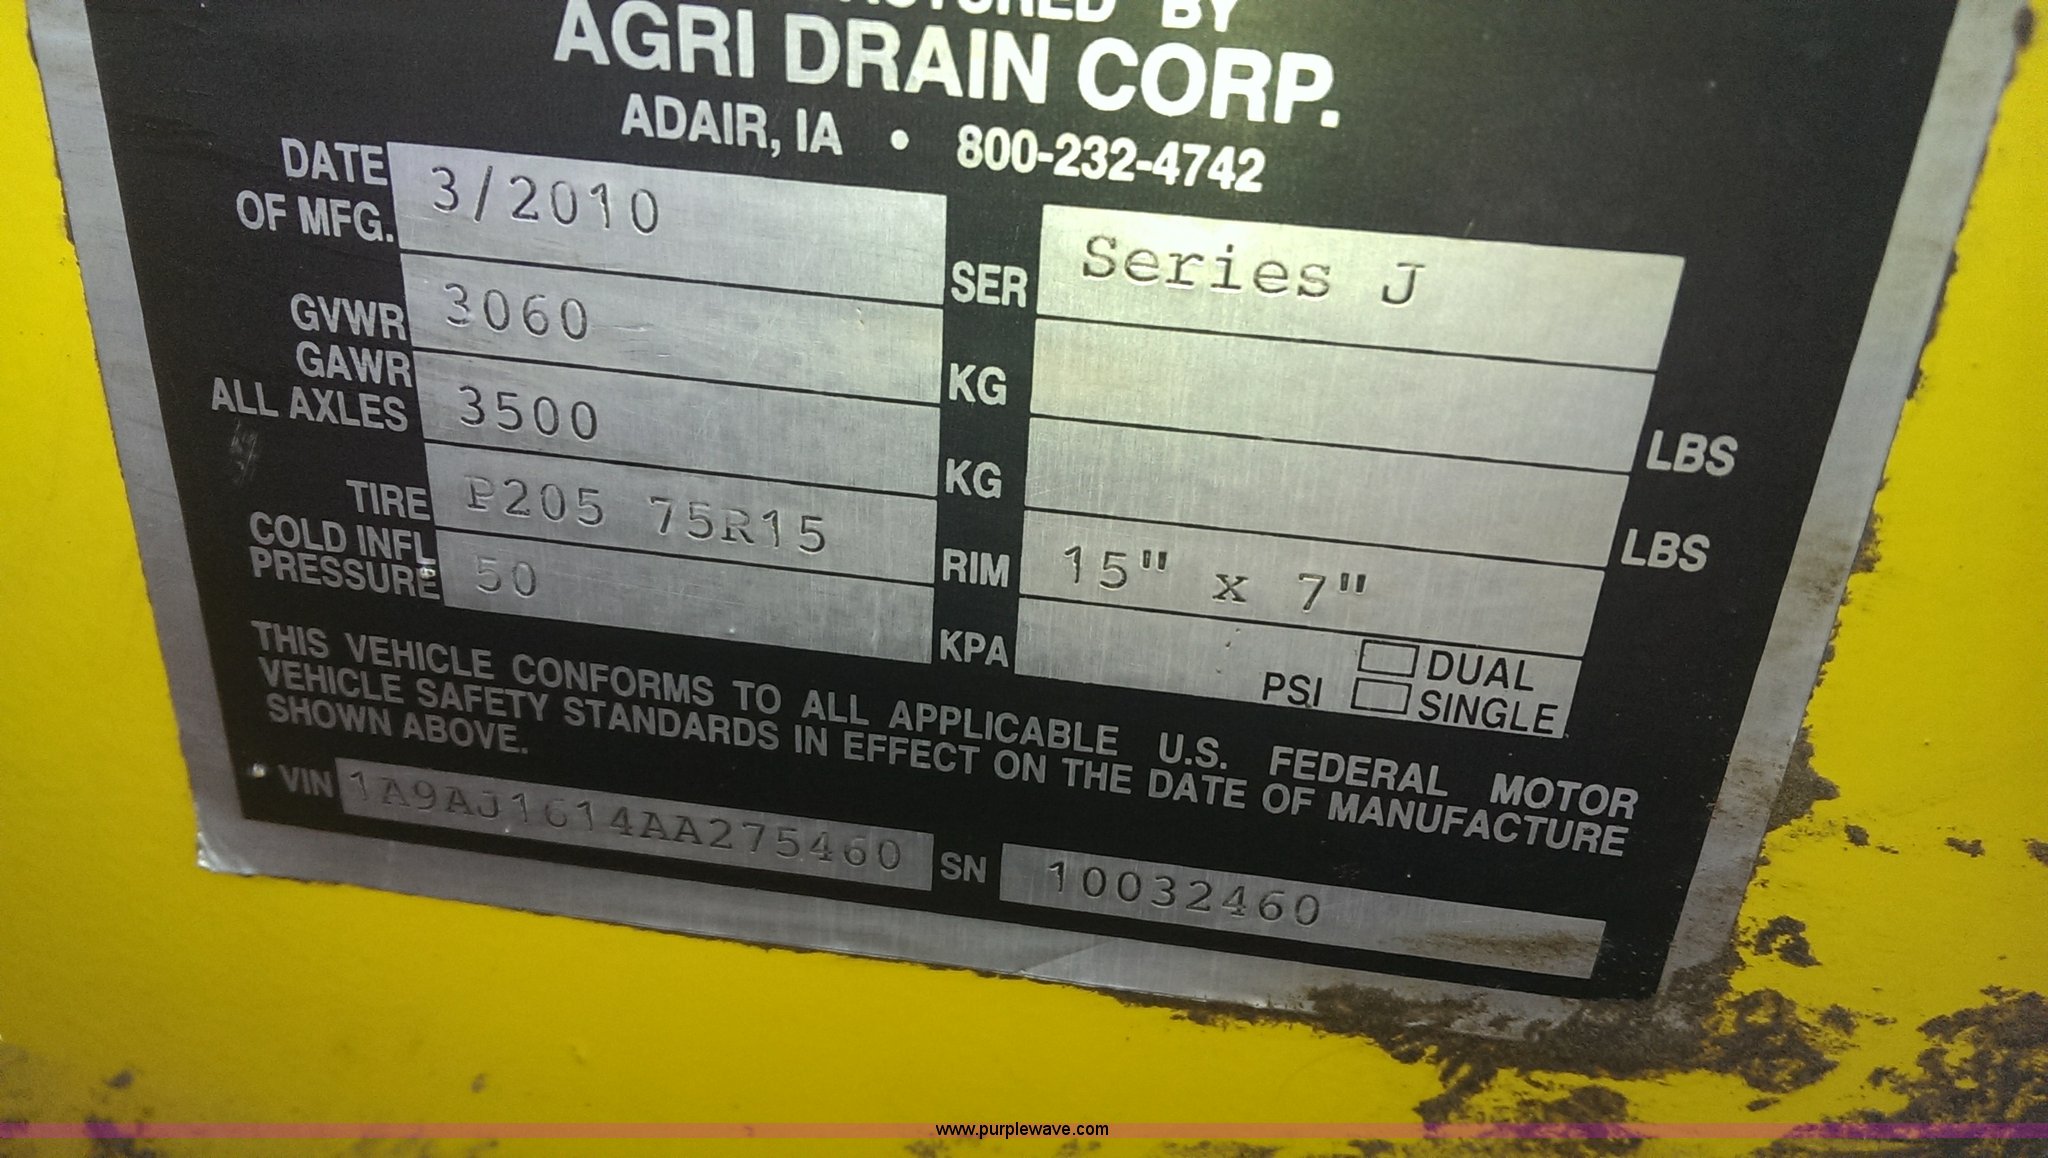 BY
AGRI DRAIN CORP.
ADAIR, IA • 800-232-4742
DATE OF MFG. 3/2010 SER Series J
GVWR 3060 KG LBS
GAWR ALL AXLES 3500 KG LBS
TIRE P205 75R15 RIM 15" x 7"
COLD INFL PRESSURE 50 KPA PSI DUAL SINGLE
THIS VEHICLE CONFORMS TO ALL APPLICABLE U.S. FEDERAL MOTOR
VEHICLE SAFETY STANDARDS IN EFFECT ON THE DATE OF MANUFACTURE
SHOWN ABOVE.
VIN 1A9AJ1614AA275460 SN 10032460
www.purplewave.com